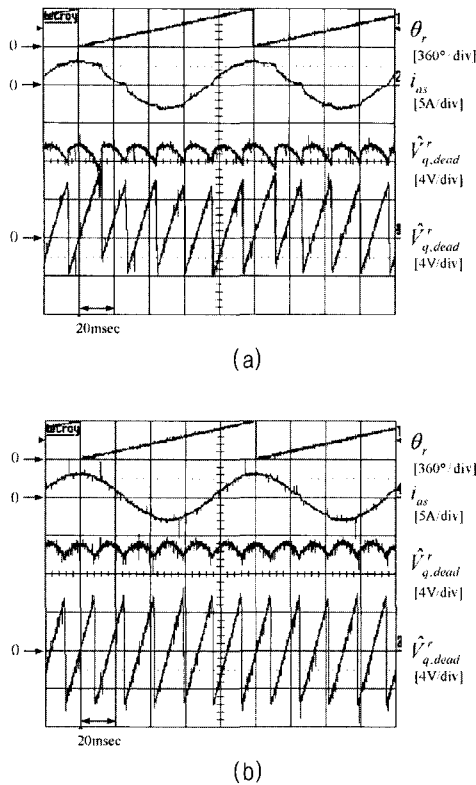 LeCroy
1
θr
[360°/div]
0
2
ias
[5A/div]
0
V̂ʳq,dead
[4V/div]
V̂ʳq,dead
0
[4V/div]
20msec
(a)
LeCroy
1
θr
[360°/div]
0
ias
[5A/div]
0
V̂ʳq,dead
[4V/div]
2
V̂ʳq,dead
0
[4V/div]
20msec
(b)